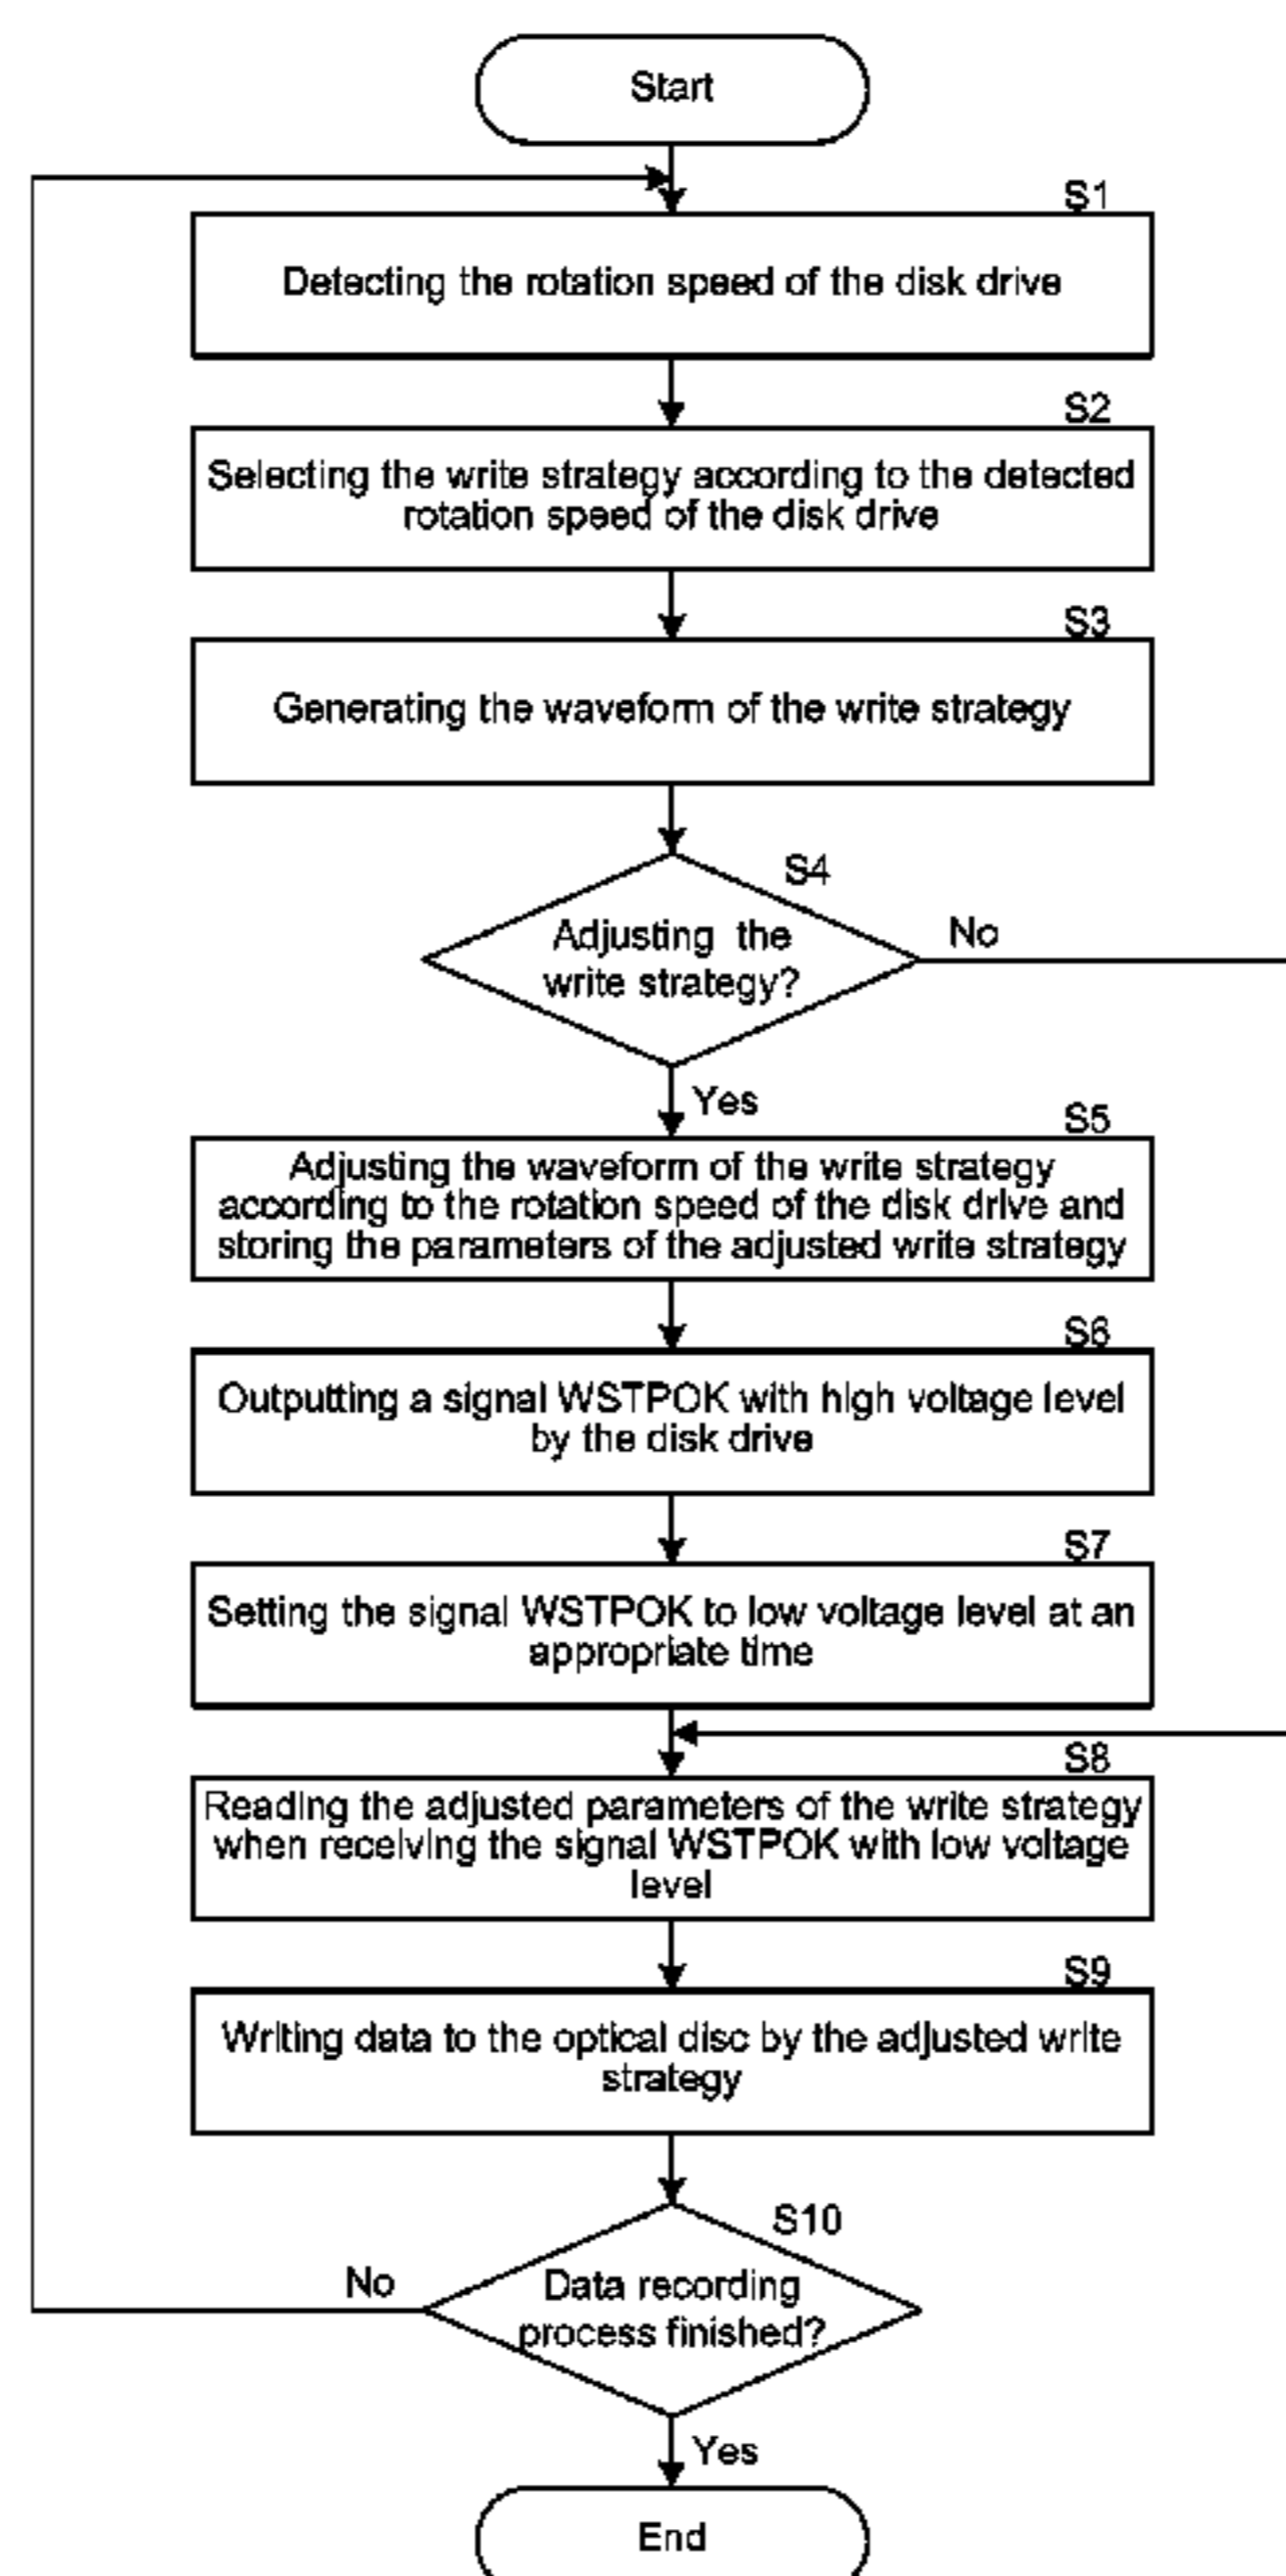 Start
S1
Detecting the rotation speed of the disk drive
S2
Selecting the write strategy according to the detected
rotation speed of the disk drive
S3
Generating the waveform of the write strategy
S4
Adjusting the
write strategy?
No
Yes
S5
Adjusting the waveform of the write strategy
according to the rotation speed of the disk drive and
storing the parameters of the adjusted write strategy
S6
Outputting a signal WSTPOK with high voltage level
by the disk drive
S7
Setting the signal WSTPOK to low voltage level at an
appropriate time
S8
Reading the adjusted parameters of the write strategy
when receiving the signal WSTPOK with low voltage
level
S9
Writing data to the optical disc by the adjusted write
strategy
S10
No
Data recording
process finished?
Yes
End